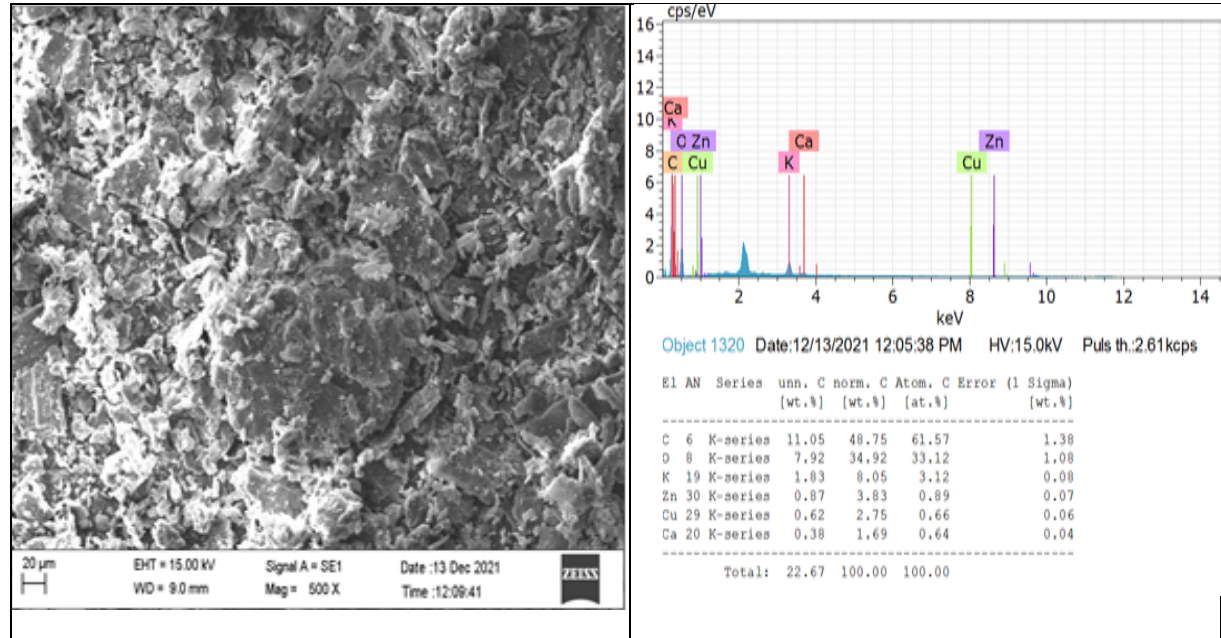 20 µm
EHT = 15.00 kV Signal A = SE1 Date :13 Dec 2021
WD = 9.0 mm Mag = 500 X Time :12:09:41
cps/eV
16
14
12
10
8
6
4
2
0
Ca
K
O Zn Ca Zn
C Cu K Cu
2 4 6 8 10 12 14
keV
Object 1320 Date:12/13/2021 12:05:38 PM HV:15.0kV Puls th.:2.61kcps
El AN Series unn. C norm. C Atom. C Error (1 Sigma)
[wt.%] [wt.%] [at.%] [wt.%]
C 6 K-series 11.05 48.75 61.57 1.38
O 8 K-series 7.92 34.92 33.12 1.08
K 19 K-series 1.83 8.05 3.12 0.08
Zn 30 K-series 0.87 3.83 0.89 0.07
Cu 29 K-series 0.62 2.75 0.66 0.06
Ca 20 K-series 0.38 1.69 0.64 0.04
Total: 22.67 100.00 100.00